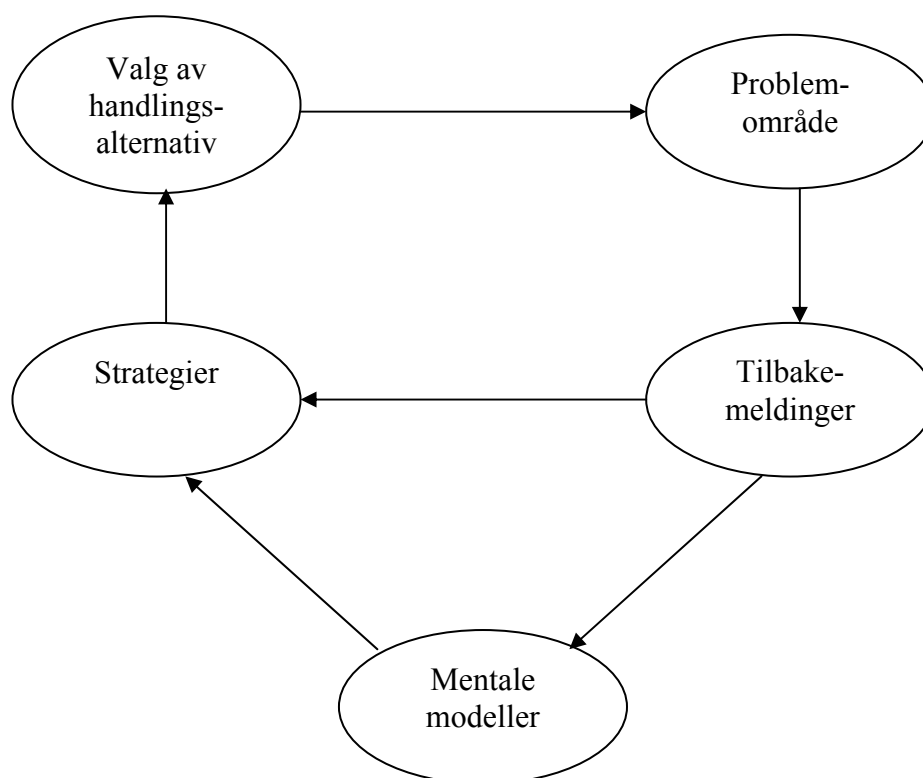 Valg av
handlings-
alternativ
Problem-
område
Strategier
Tilbake-
meldinger
Mentale
modeller